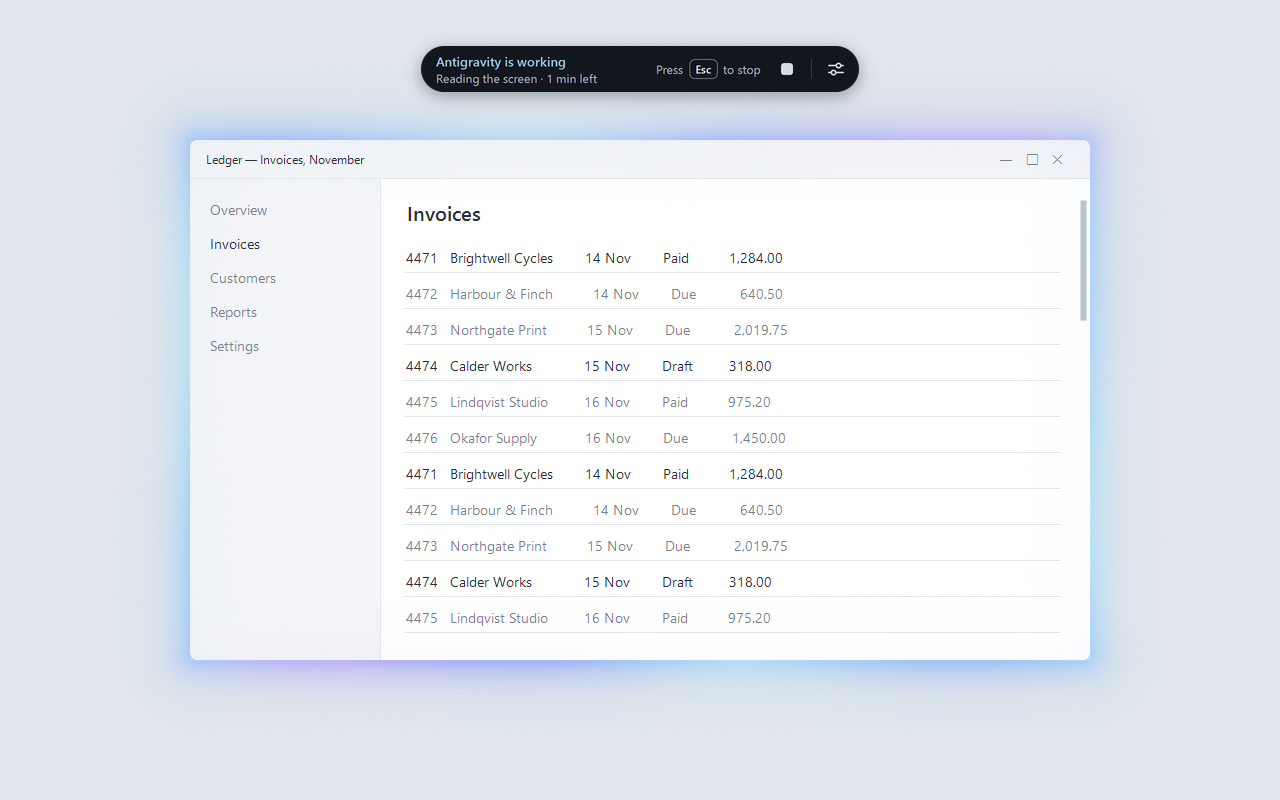 Antigravity is working
Reading the screen · 1 min left
Press Esc to stop
Ledger — Invoices, November
Overview
Invoices
Customers
Reports
Settings
Invoices
4471 Brightwell Cycles 14 Nov Paid 1,284.00
4472 Harbour & Finch 14 Nov Due 640.50
4473 Northgate Print 15 Nov Due 2,019.75
4474 Calder Works 15 Nov Draft 318.00
4475 Lindqvist Studio 16 Nov Paid 975.20
4476 Okafor Supply 16 Nov Due 1,450.00
4471 Brightwell Cycles 14 Nov Paid 1,284.00
4472 Harbour & Finch 14 Nov Due 640.50
4473 Northgate Print 15 Nov Due 2,019.75
4474 Calder Works 15 Nov Draft 318.00
4475 Lindqvist Studio 16 Nov Paid 975.20